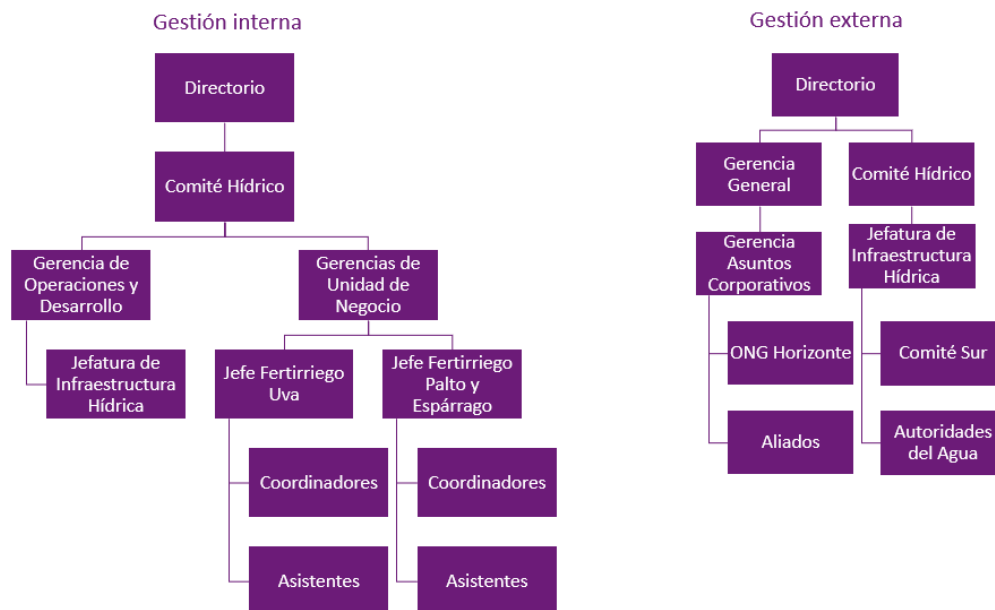 Gestión interna
Directorio
Comité Hídrico
Gerencia de
Operaciones y
Desarrollo
Jefatura de
Infraestructura
Hídrica
Gerencias de
Unidad de
Negocio
Jefe Fertirriego
Uva
Coordinadores
Asistentes
Jefe Fertirriego
Palto y
Espárrago
Coordinadores
Asistentes
Gestión externa
Directorio
Gerencia
General
Gerencia
Asuntos
Corporativos
ONG Horizonte
Aliados
Comité Hídrico
Jefatura de
Infraestructura
Hídrica
Comité Sur
Autoridades
del Agua